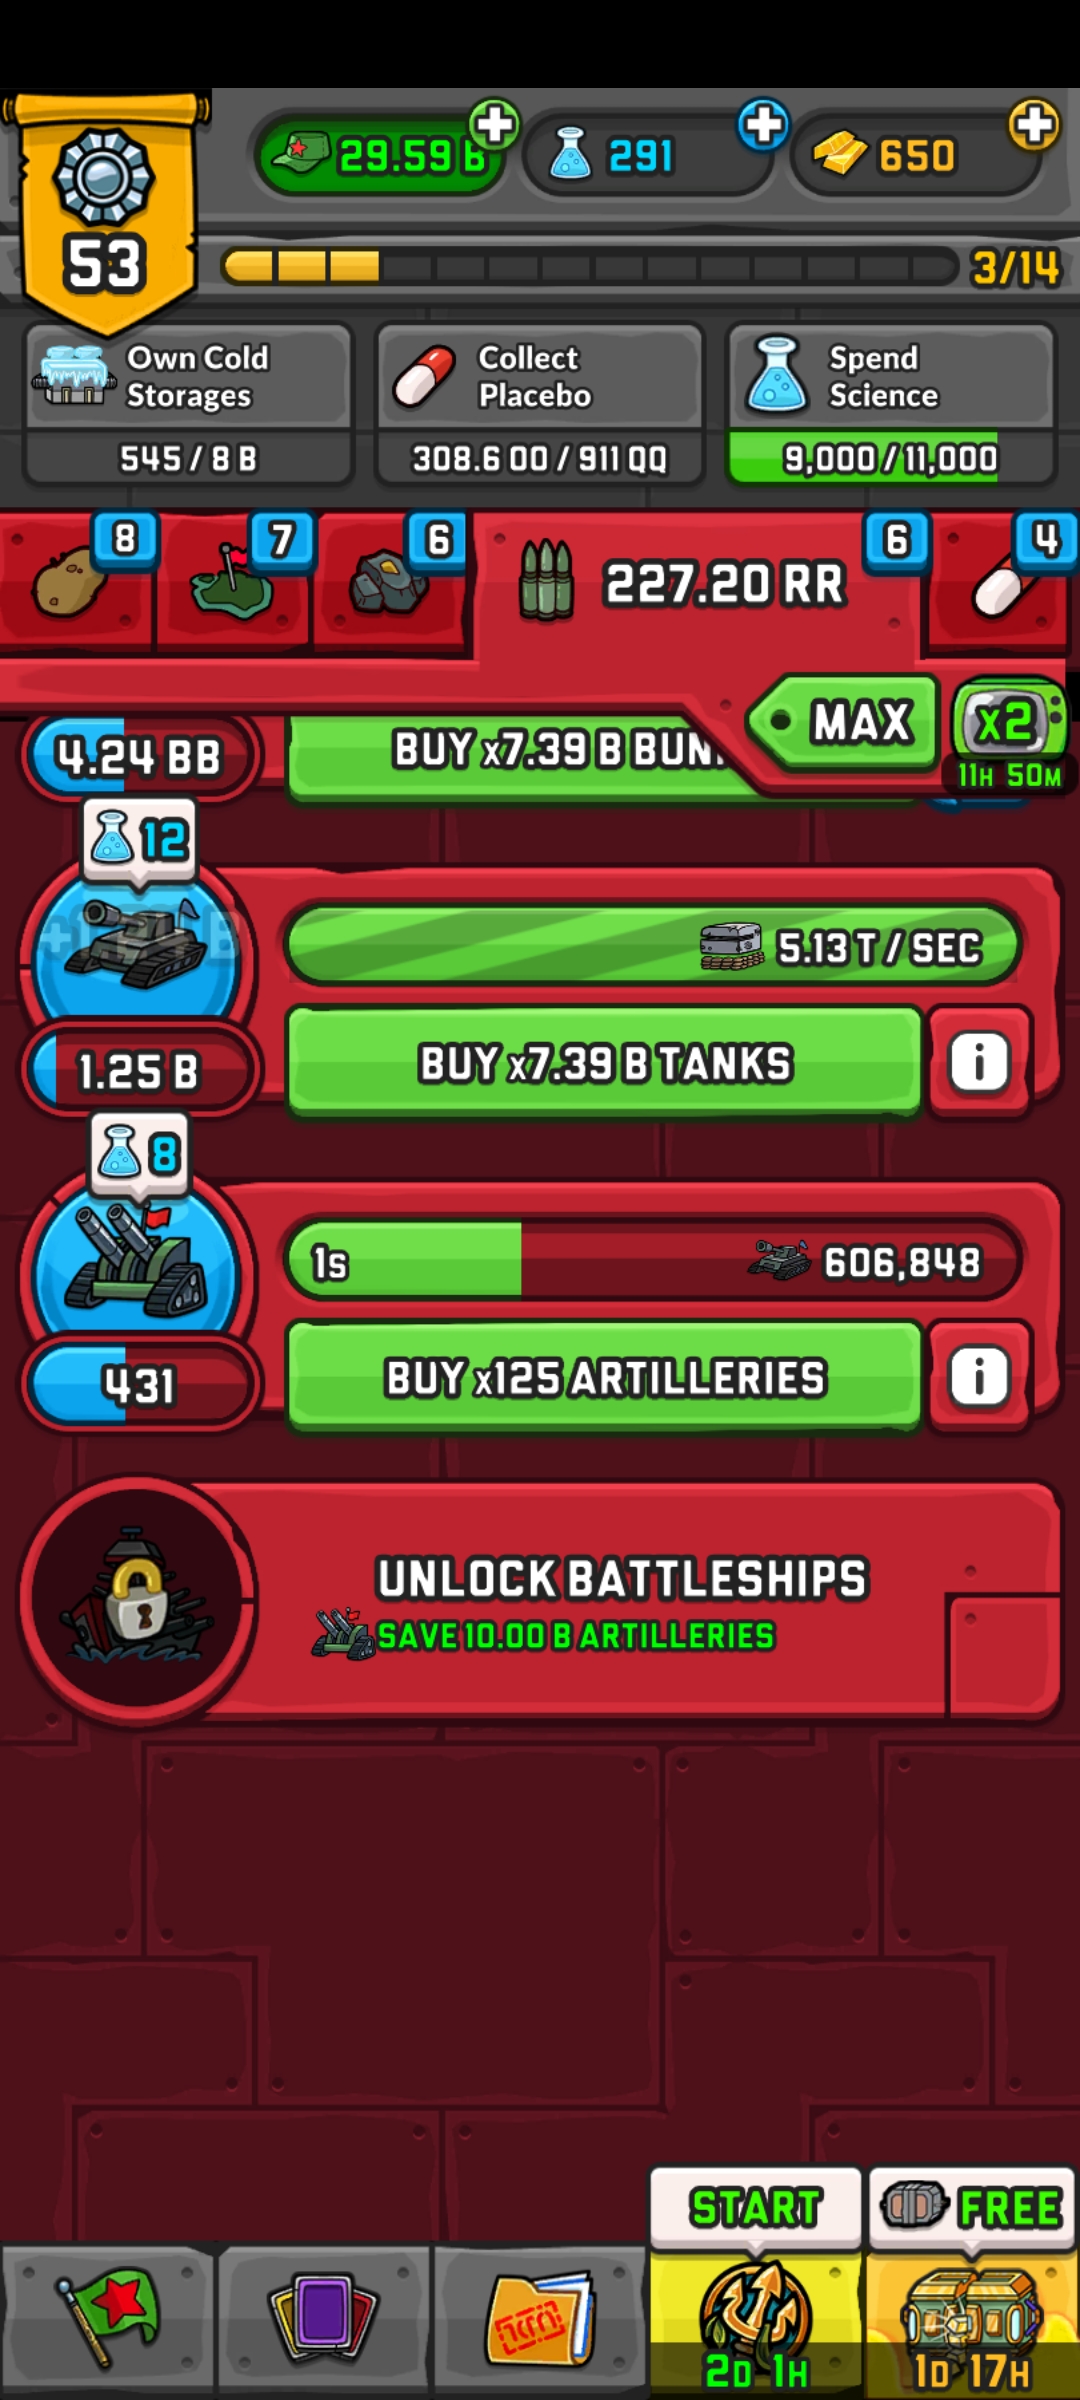 53
29.59 B
291
650
3/14
Own Cold
Storages
545 / 8 B
Collect
Placebo
308.6 OO / 911 QQ
Spend
Science
9,000 / 11,000
8
7
6
227.20 RR
6
4
MAX
x2
11H 50M
4.24 BB
BUY x7.39 B
12
5.13 T / SEC
1.25 B
BUY x7.39 B TANKS
i
8
1s
606,848
431
BUY x125 ARTILLERIES
i
UNLOCK BATTLESHIPS
SAVE 10.00 B ARTILLERIES
START
FREE
2D 1H
1D 17H